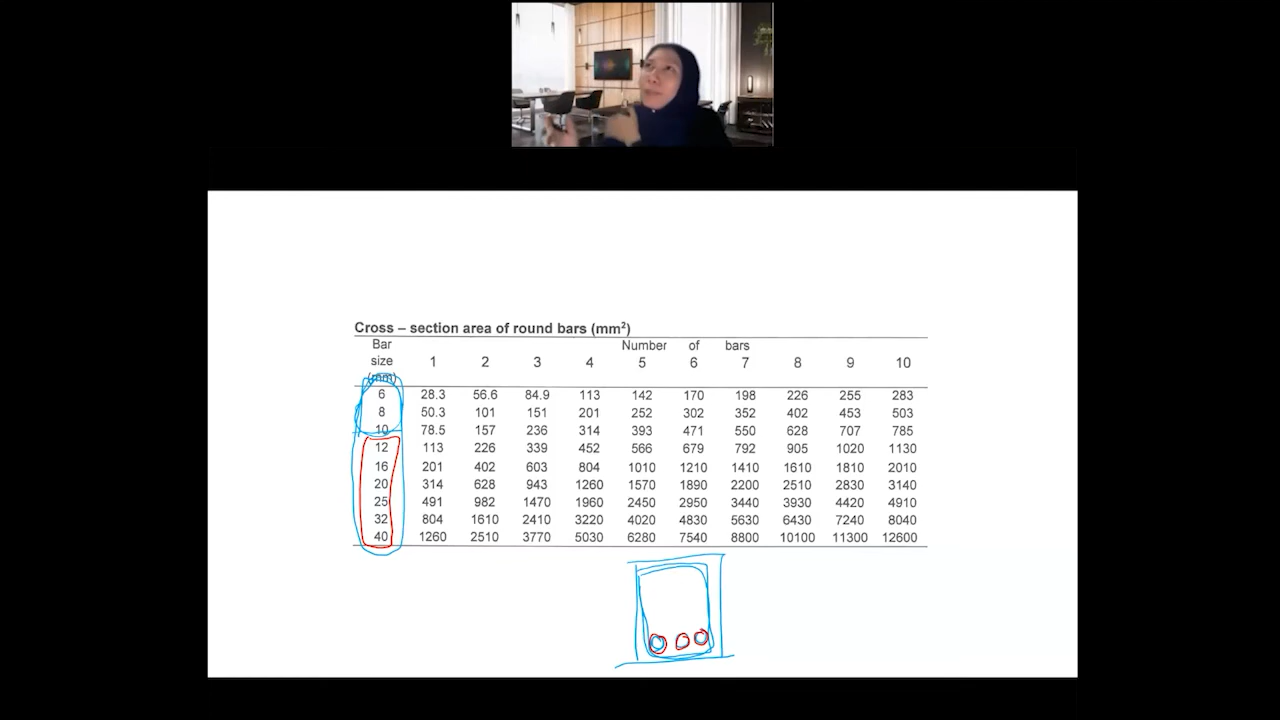 Cross – section area of round bars (mm²)
Bar Number of bars
size 1 2 3 4 5 6 7 8 9 10
(mm)
6 28.3 56.6 84.9 113 142 170 198 226 255 283
8 50.3 101 151 201 252 302 352 402 453 503
10 78.5 157 236 314 393 471 550 628 707 785
12 113 226 339 452 566 679 792 905 1020 1130
16 201 402 603 804 1010 1210 1410 1610 1810 2010
20 314 628 943 1260 1570 1890 2200 2510 2830 3140
25 491 982 1470 1960 2450 2950 3440 3930 4420 4910
32 804 1610 2410 3220 4020 4830 5630 6430 7240 8040
40 1260 2510 3770 5030 6280 7540 8800 10100 11300 12600